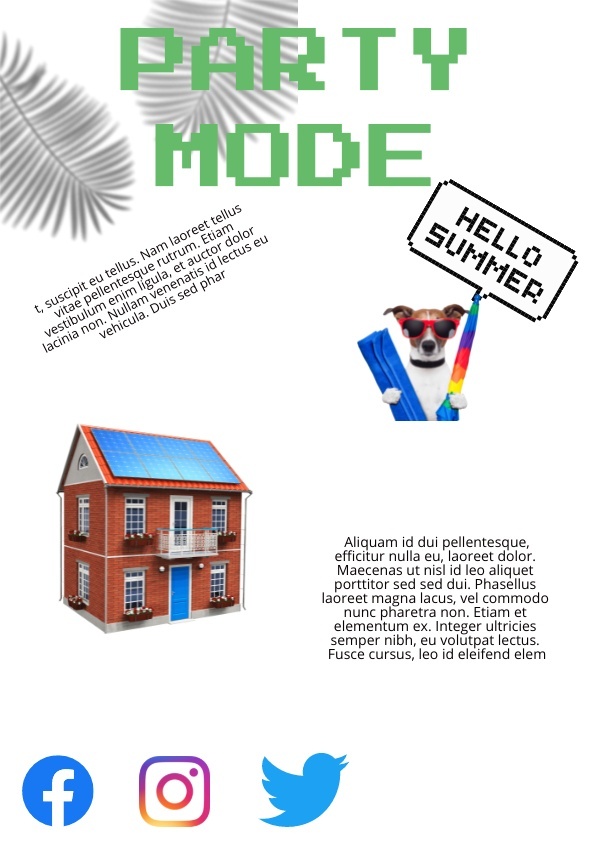 PARTY
MODE
HELLO
SUMMER
t, suscipit eu tellus. Nam laoreet tellus
vitae pellentesque rutrum. Etiam
vestibulum enim ligula, et auctor dolor
lacinia non. Nullam venenatis id lectus eu
vehicula. Duis sed phar
Aliquam id dui pellentesque,
efficitur nulla eu, laoreet dolor.
Maecenas ut nisl id leo aliquet
porttitor sed sed dui. Phasellus
laoreet magna lacus, vel commodo
nunc pharetra non. Etiam et
elementum ex. Integer ultricies
semper nibh, eu volutpat lectus.
Fusce cursus, leo id eleifend elem